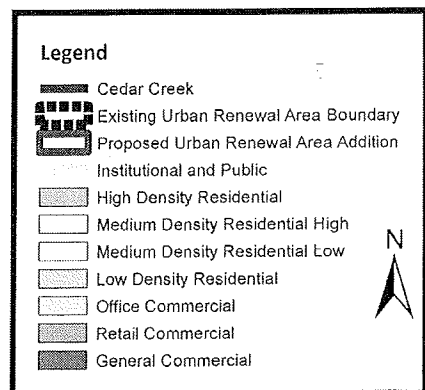 Legend
Cedar Creek
Existing Urban Renewal Area Boundary
Proposed Urban Renewal Area Addition
Institutional and Public
High Density Residential
Medium Density Residential High
Medium Density Residential Low
Low Density Residential
Office Commercial
Retail Commercial
General Commercial
N